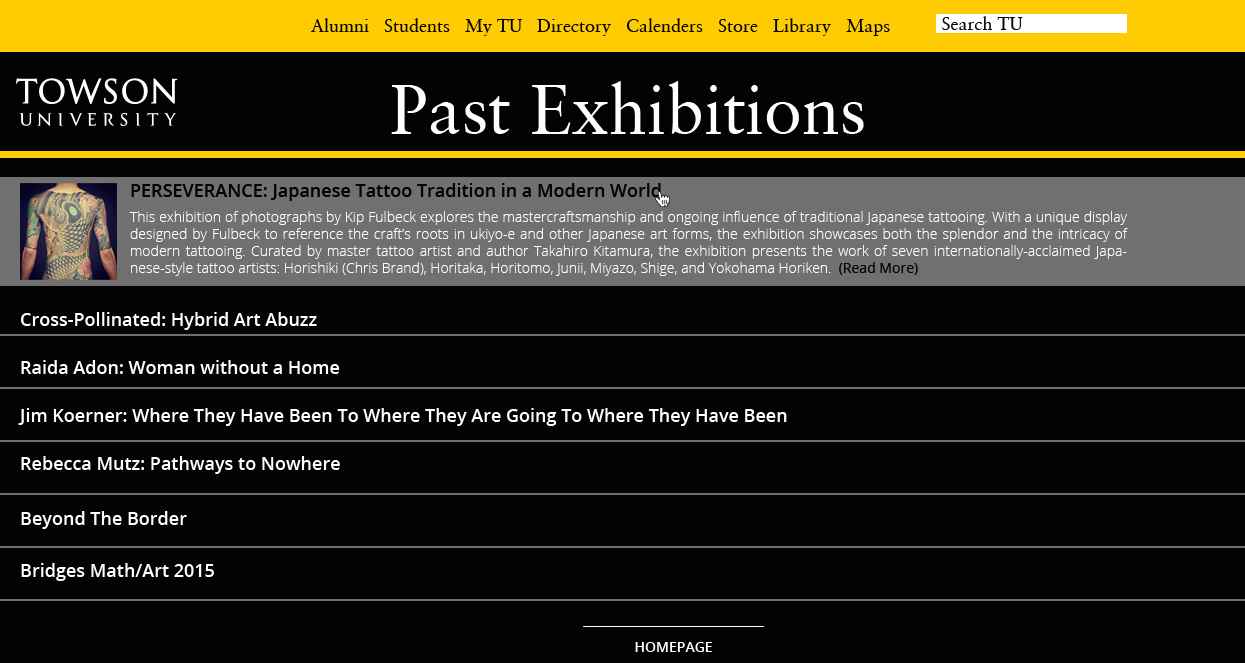 Alumni Students My TU Directory Calenders Store Library Maps Search TU
TOWSON
UNIVERSITY
Past Exhibitions
PERSEVERANCE: Japanese Tattoo Tradition in a Modern World
This exhibition of photographs by Kip Fulbeck explores the mastercraftsmanship and ongoing influence of traditional Japanese tattooing. With a unique display
designed by Fulbeck to reference the craft's roots in ukiyo-e and other Japanese art forms, the exhibition showcases both the splendor and the intricacy of
modern tattooing. Curated by master tattoo artist and author Takahiro Kitamura, the exhibition presents the work of seven internationally-acclaimed Japa-
nese-style tattoo artists: Horishiki (Chris Brand), Horitaka, Horitomo, Junii, Miyazo, Shige, and Yokohama Horiken. (Read More)
Cross-Pollinated: Hybrid Art Abuzz
Raida Adon: Woman without a Home
Jim Koerner: Where They Have Been To Where They Are Going To Where They Have Been
Rebecca Mutz: Pathways to Nowhere
Beyond The Border
Bridges Math/Art 2015
HOMEPAGE